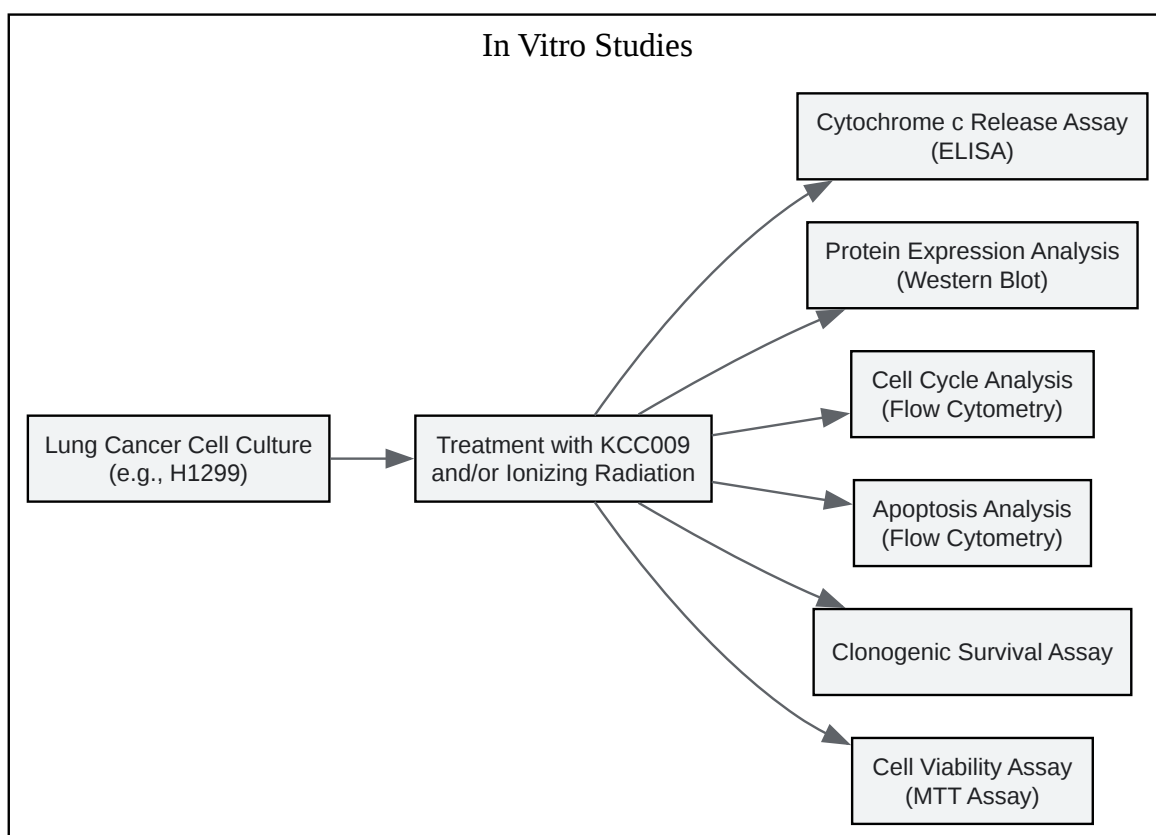 In Vitro Studies
Cytochrome c Release Assay
(ELISA)
Protein Expression Analysis
(Western Blot)
Cell Cycle Analysis
(Flow Cytometry)
Lung Cancer Cell Culture
(e.g., H1299)
Treatment with KCC009
and/or Ionizing Radiation
Apoptosis Analysis
(Flow Cytometry)
Clonogenic Survival Assay
Cell Viability Assay
(MTT Assay)